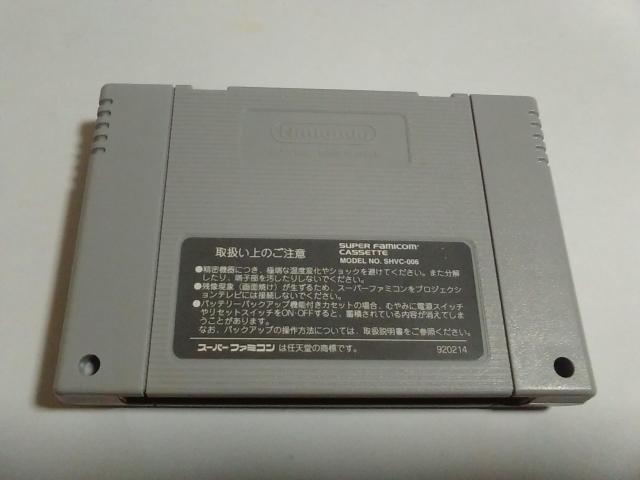 Nintendo
取扱い上のご注意
SUPER FAMICOM
CASSETTE
MODEL NO. SHVC-006
●精密機器につき、極端な温度変化やショックを避けてください。また分解
したり、端子部を汚したりしないでください。
●残像現象（画面焼け）が生ずるため、スーパーファミコンをプロジェクシ
ョンテレビには接続しないでください。
●バッテリーバックアップ機能付きカセットの場合、むやみに電源スイッチ
やリセットスイッチをON・OFFすると、蓄積されている内容が消えてしま
うことがあります。
なお、バックアップの操作方法については、取扱説明書をご参照ください。
スーパーファミコン は任天堂の商標です。
920214